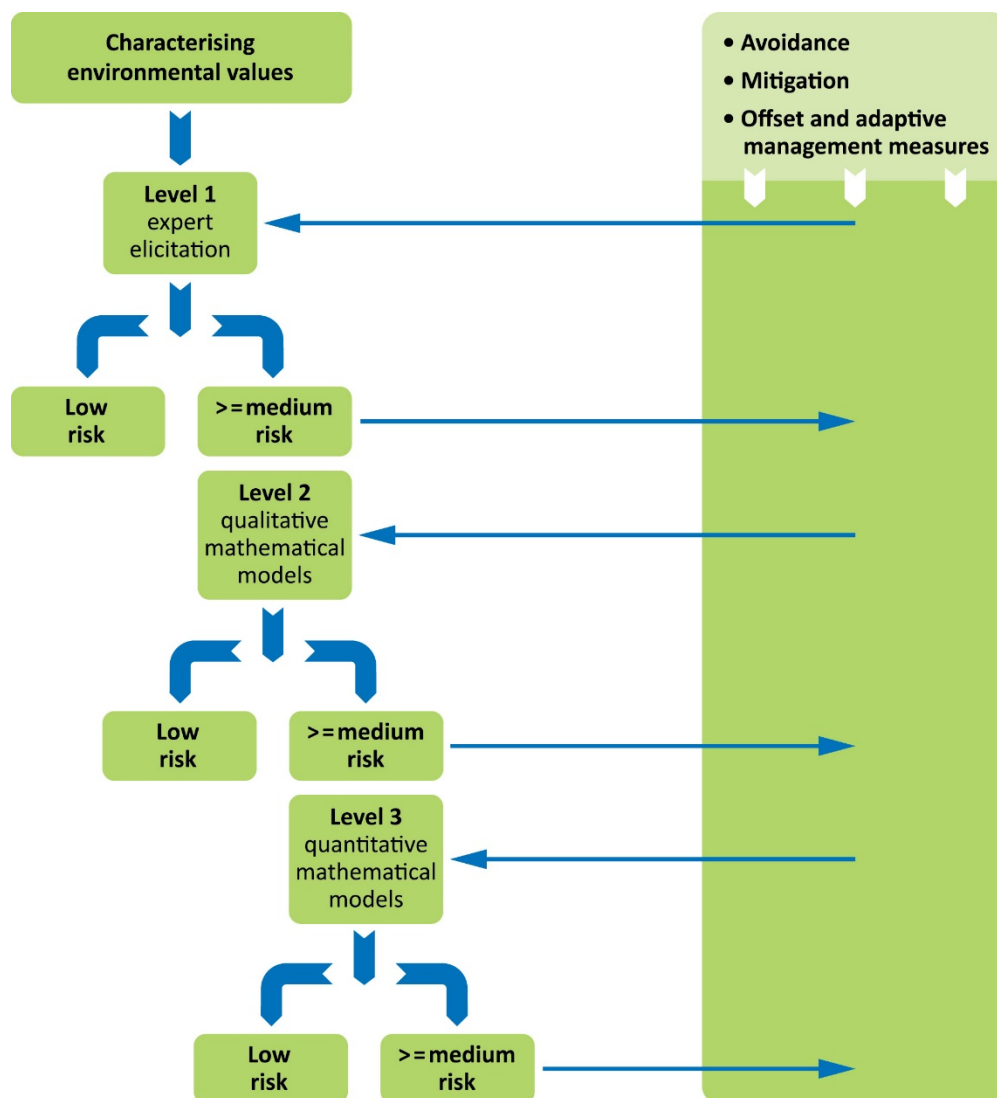 Characterising
environmental values
• Avoidance
• Mitigation
• Offset and adaptive
management measures
Level 1
expert
elicitation
Low
risk
>=medium
risk
Level 2
qualitative
mathematical
models
Low
risk
>=medium
risk
Level 3
quantitative
mathematical
models
Low
risk
>=medium
risk